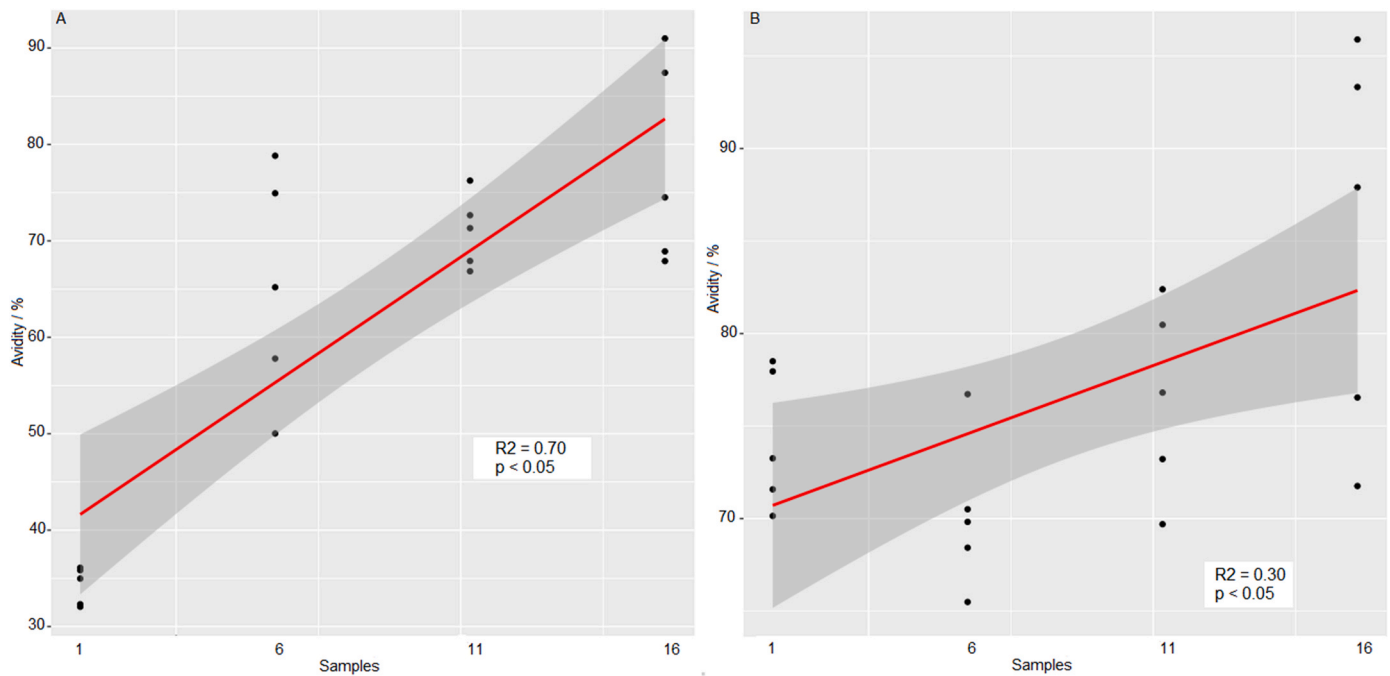 A
90
80
70
60
50
40
30
Avidity / %
R2 = 0.70
p < 0.05
1 6 11 16
Samples
B
90
80
70
Avidity / %
R2 = 0.30
p < 0.05
1 6 11 16
Samples